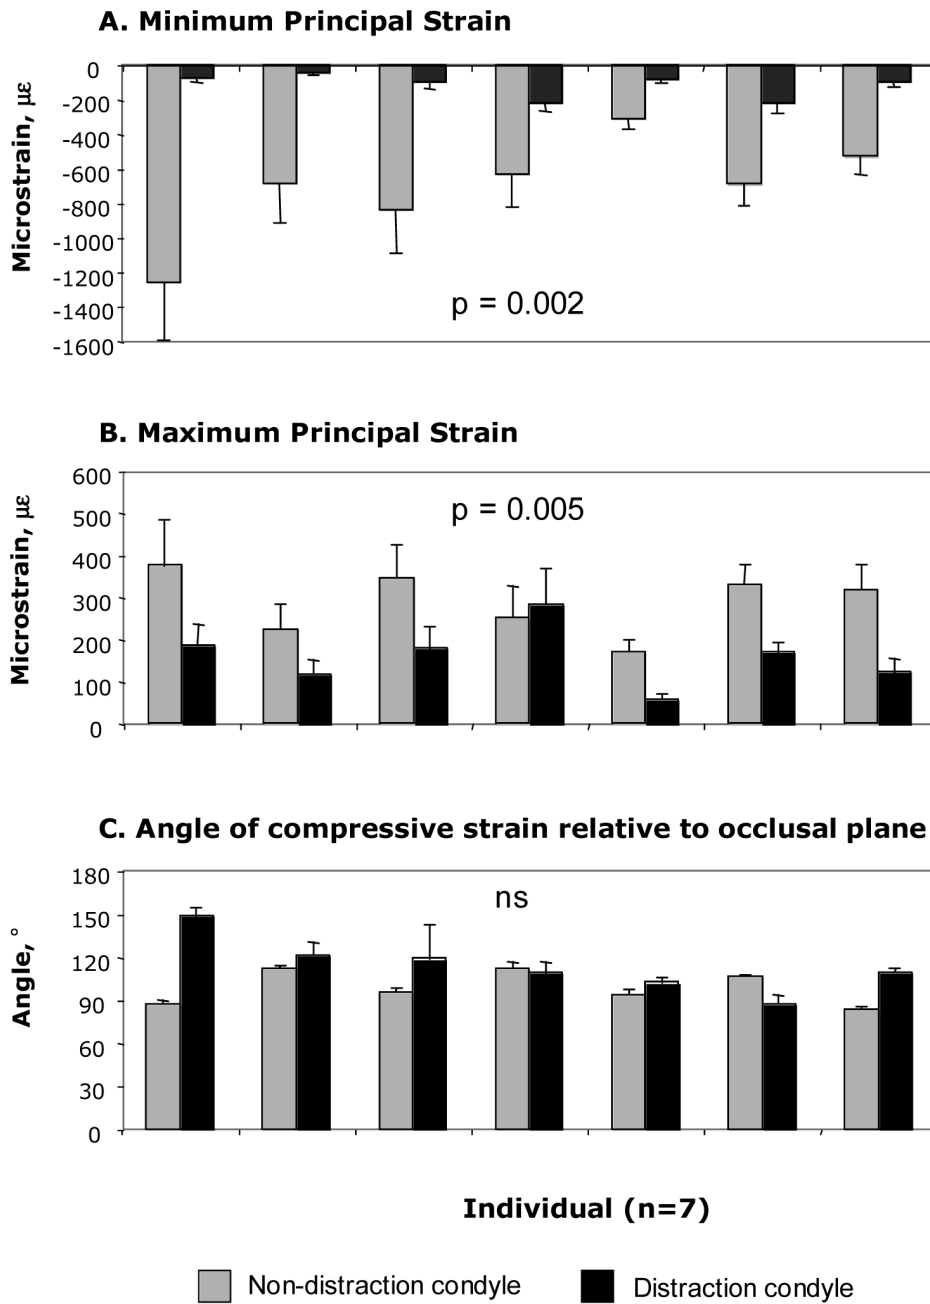 A. Minimum Principal Strain
Microstrain, µε
0
-200
-400
-600
-800
-1000
-1200
-1400
-1600
p = 0.002
B. Maximum Principal Strain
Microstrain, µε
600
500
400
300
200
100
0
p = 0.005
C. Angle of compressive strain relative to occlusal plane
Angle, °
180
150
120
90
60
30
0
ns
Individual (n=7)
Non-distraction condyle
Distraction condyle